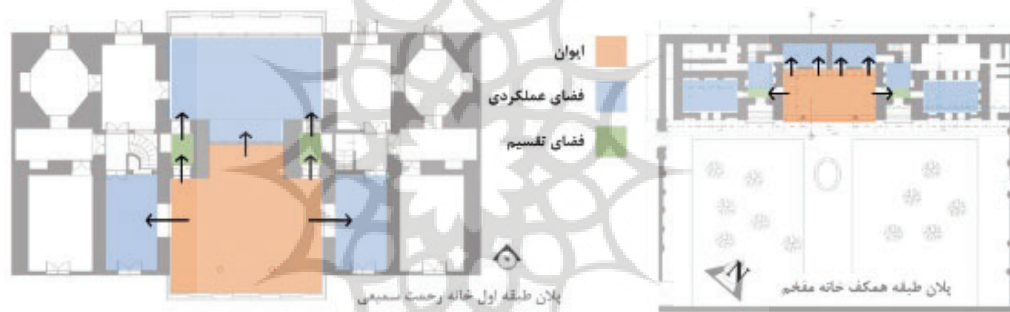 ایوان
فضای عملکردی
فضای تقسیم
پلان طبقه اول خانه رحمت سمیعی
N
پلان طبقه همکف خانه مفخم